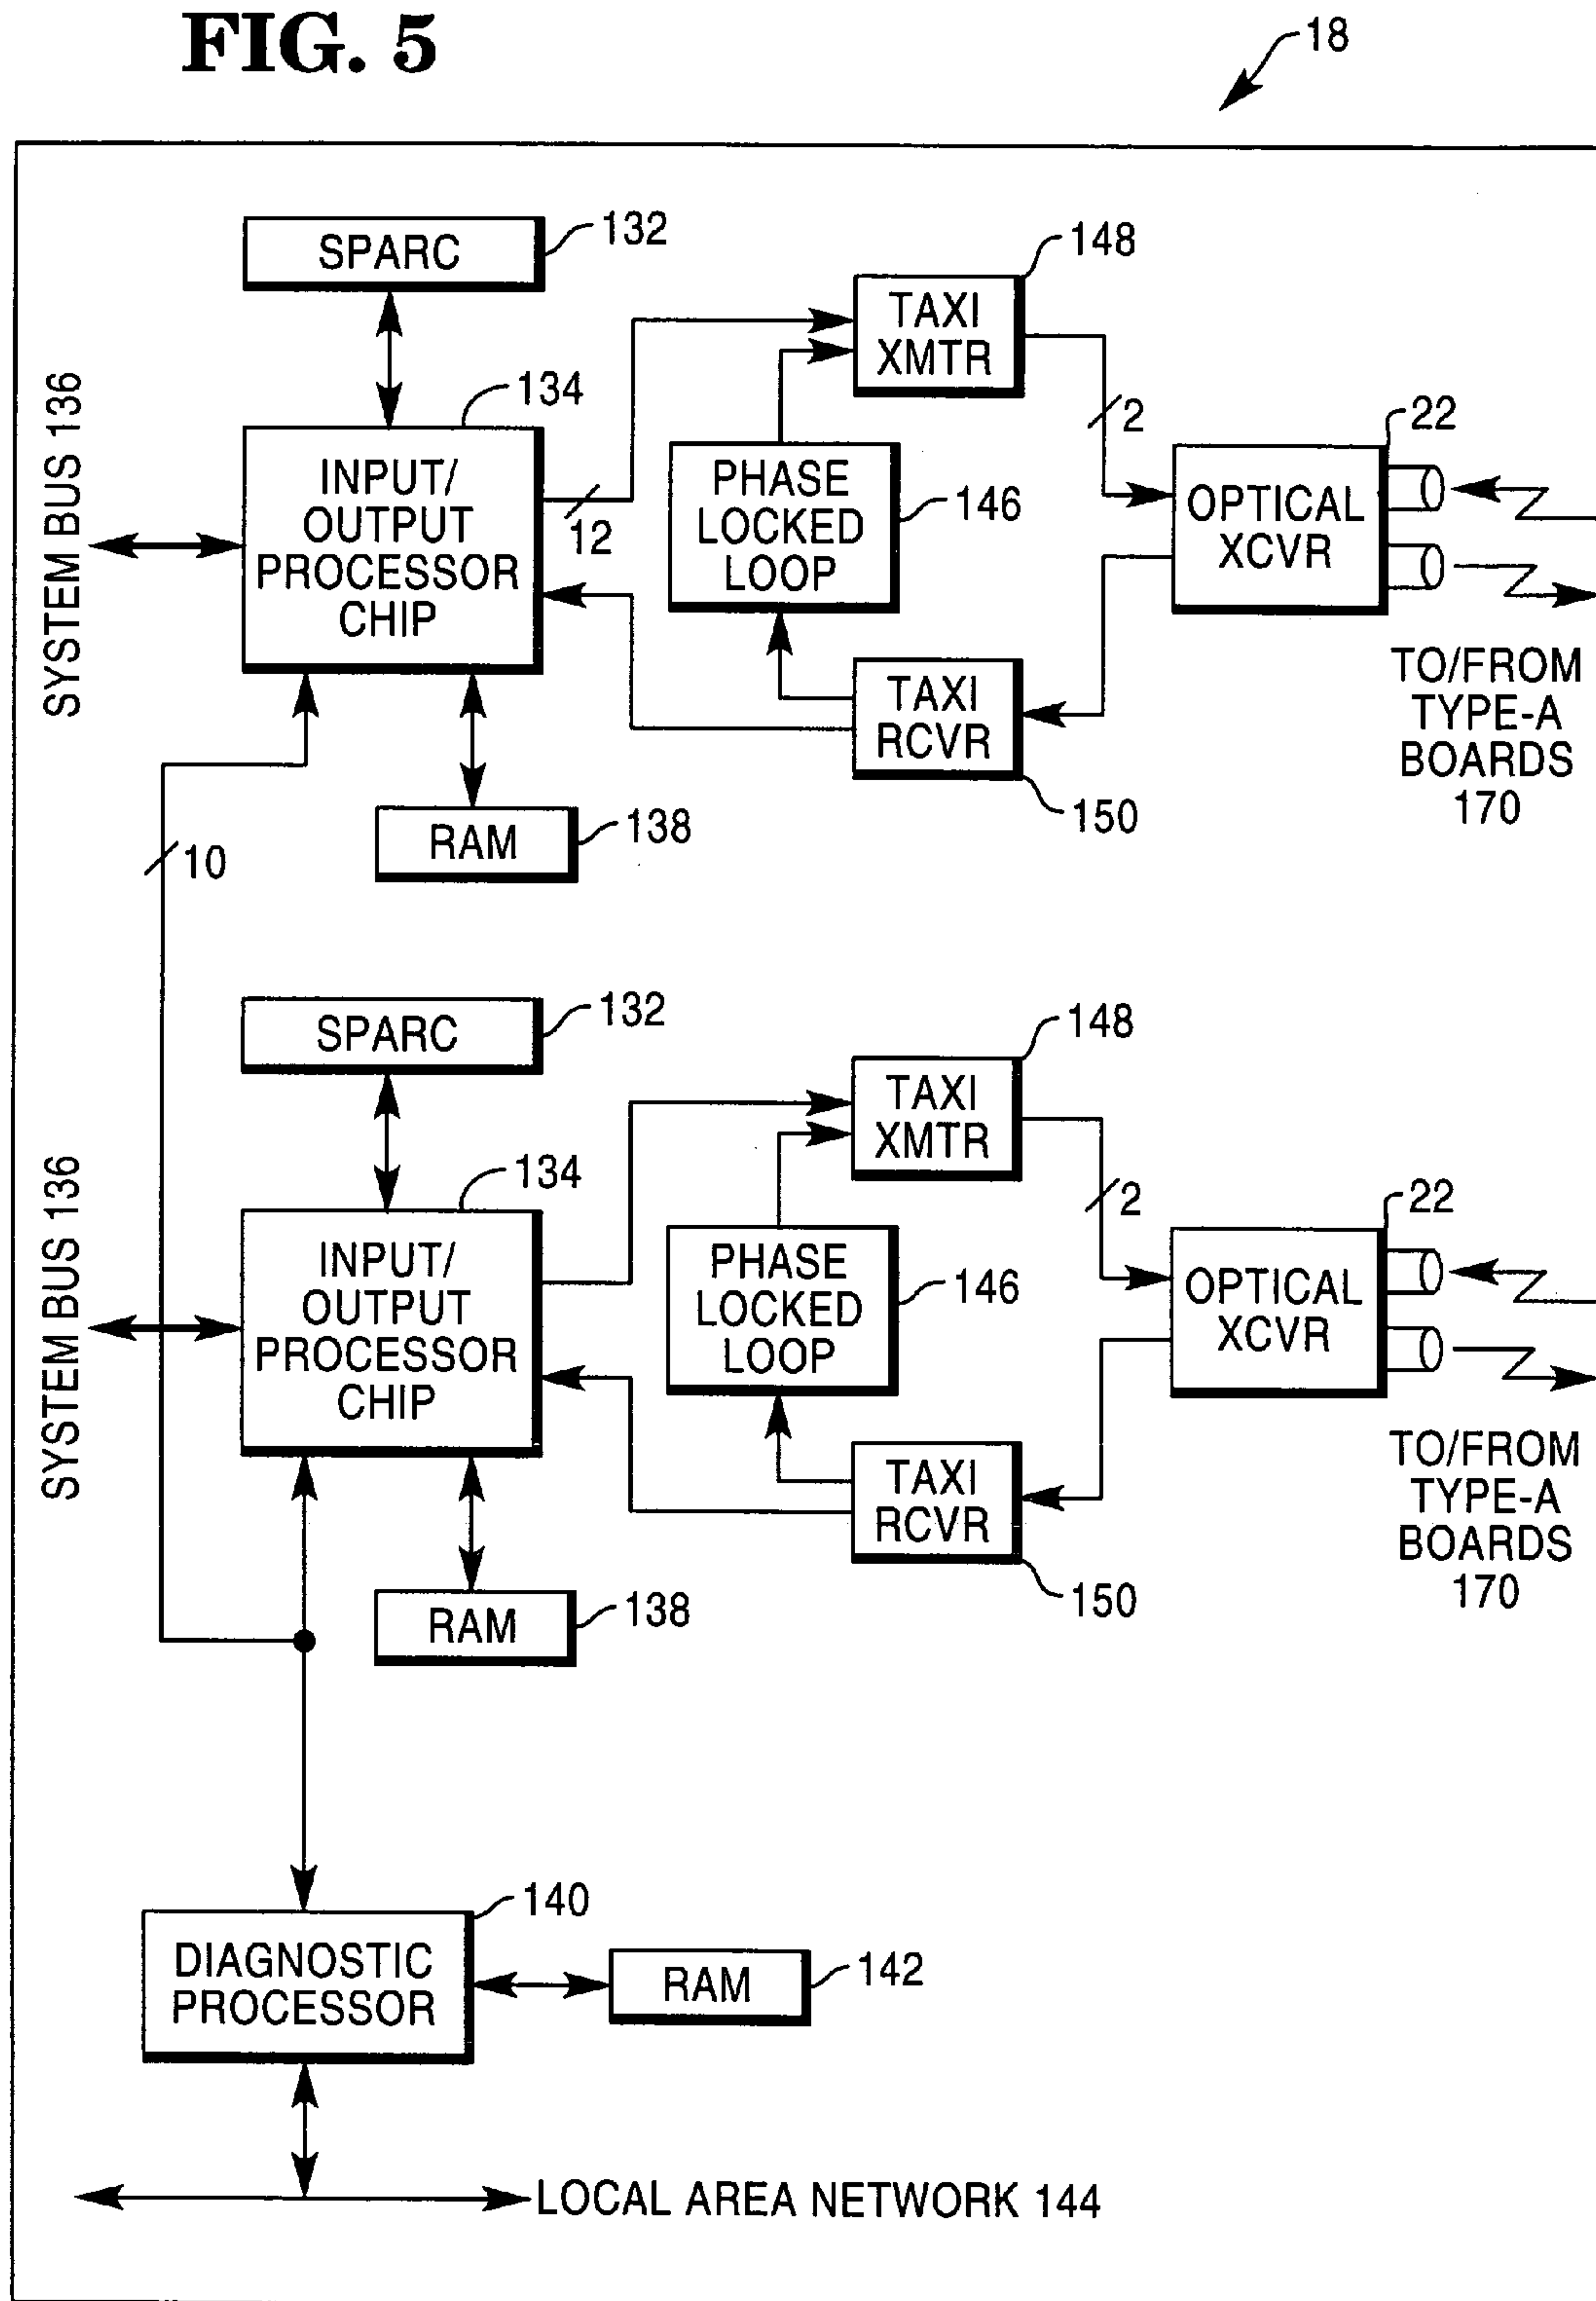 FIG. 5
18
SPARC
132
148
TAXI
XMTR
134
SYSTEM BUS 136
INPUT/
OUTPUT
PROCESSOR
CHIP
12
PHASE
LOCKED
LOOP
146
2
22
OPTICAL
XCVR
TAXI
RCVR
150
TO/FROM
TYPE-A
BOARDS
170
RAM
138
10
SPARC
132
148
TAXI
XMTR
134
SYSTEM BUS 136
INPUT/
OUTPUT
PROCESSOR
CHIP
PHASE
LOCKED
LOOP
146
2
22
OPTICAL
XCVR
TAXI
RCVR
150
TO/FROM
TYPE-A
BOARDS
170
RAM
138
140
DIAGNOSTIC
PROCESSOR
RAM
142
LOCAL AREA NETWORK 144